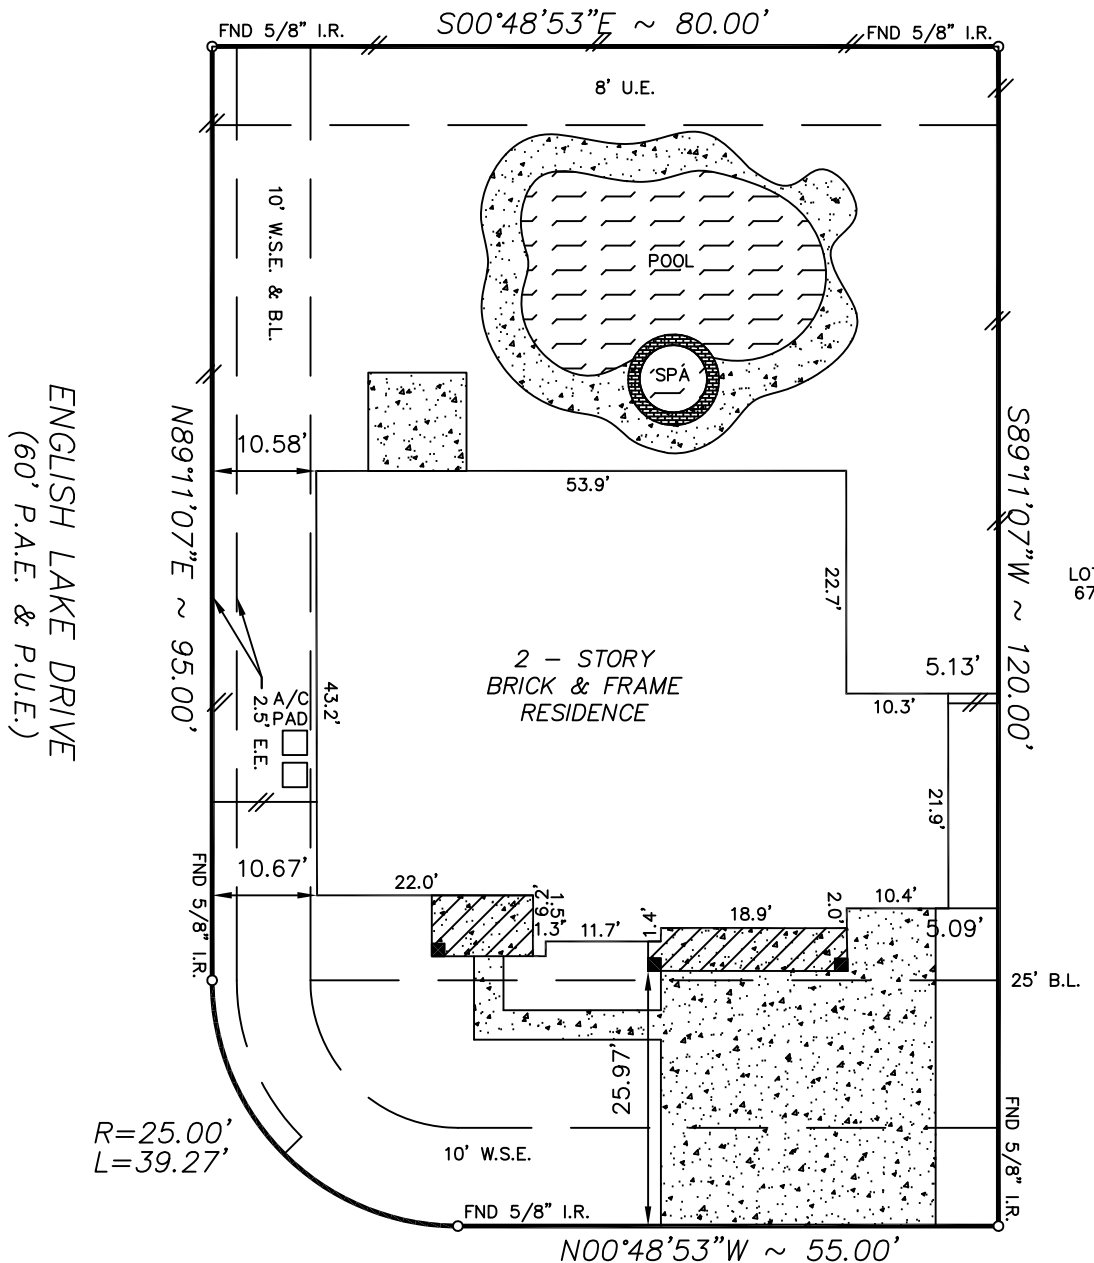 S00°48'53"E ~ 80.00'
FND 5/8" I.R.
FND 5/8" I.R.
8' U.E.
10' W.S.E. & B.L.
POOL
SPA
10.58'
53.9'
ENGLISH LAKE DRIVE
(60' P.A.E. & P.U.E.)
N89°11'07"E ~ 95.00'
S89°11'07"W ~ 120.00'
LOT
67
22.7'
2 - STORY
BRICK & FRAME
RESIDENCE
5.13'
10.3'
43.2'
A/C
PAD
2.5' E.E.
21.9'
FND 5/8" I.R.
10.67'
22.0'
2.9'
1.5'
1.3'
11.7'
1.4'
18.9'
2.0'
10.4'
5.09'
25' B.L.
25.97'
R=25.00'
L=39.27'
10' W.S.E.
FND 5/8" I.R.
FND 5/8" I.R.
N00°48'53"W ~ 55.00'